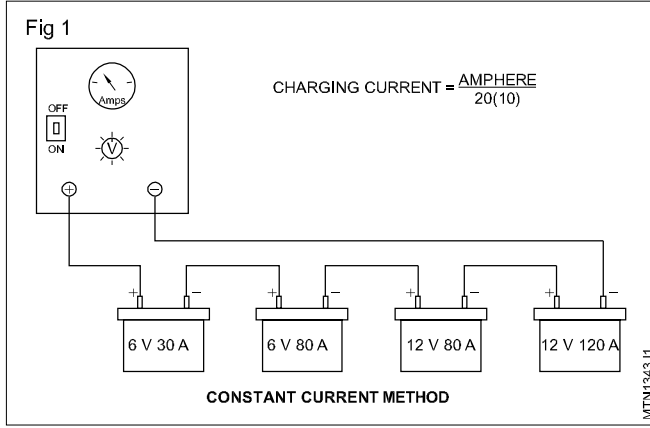 Fig 1
Amps
OFF
ON
V
CHARGING CURRENT = AMPHERE
20(10)
+ −
+ − + − + − + −
6 V 30 A 6 V 80 A 12 V 80 A 12 V 120 A
CONSTANT CURRENT METHOD
MTN1343J1